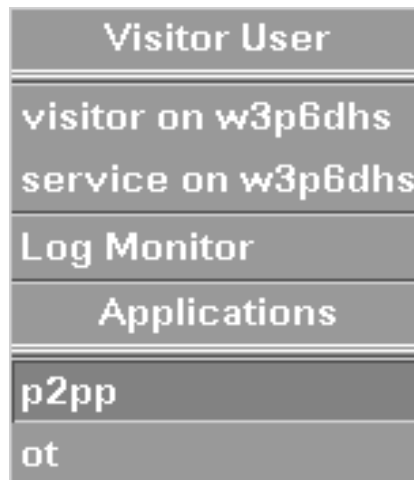 Visitor User
visitor on w3p6dhs
service on w3p6dhs
Log Monitor
Applications
p2pp
ot